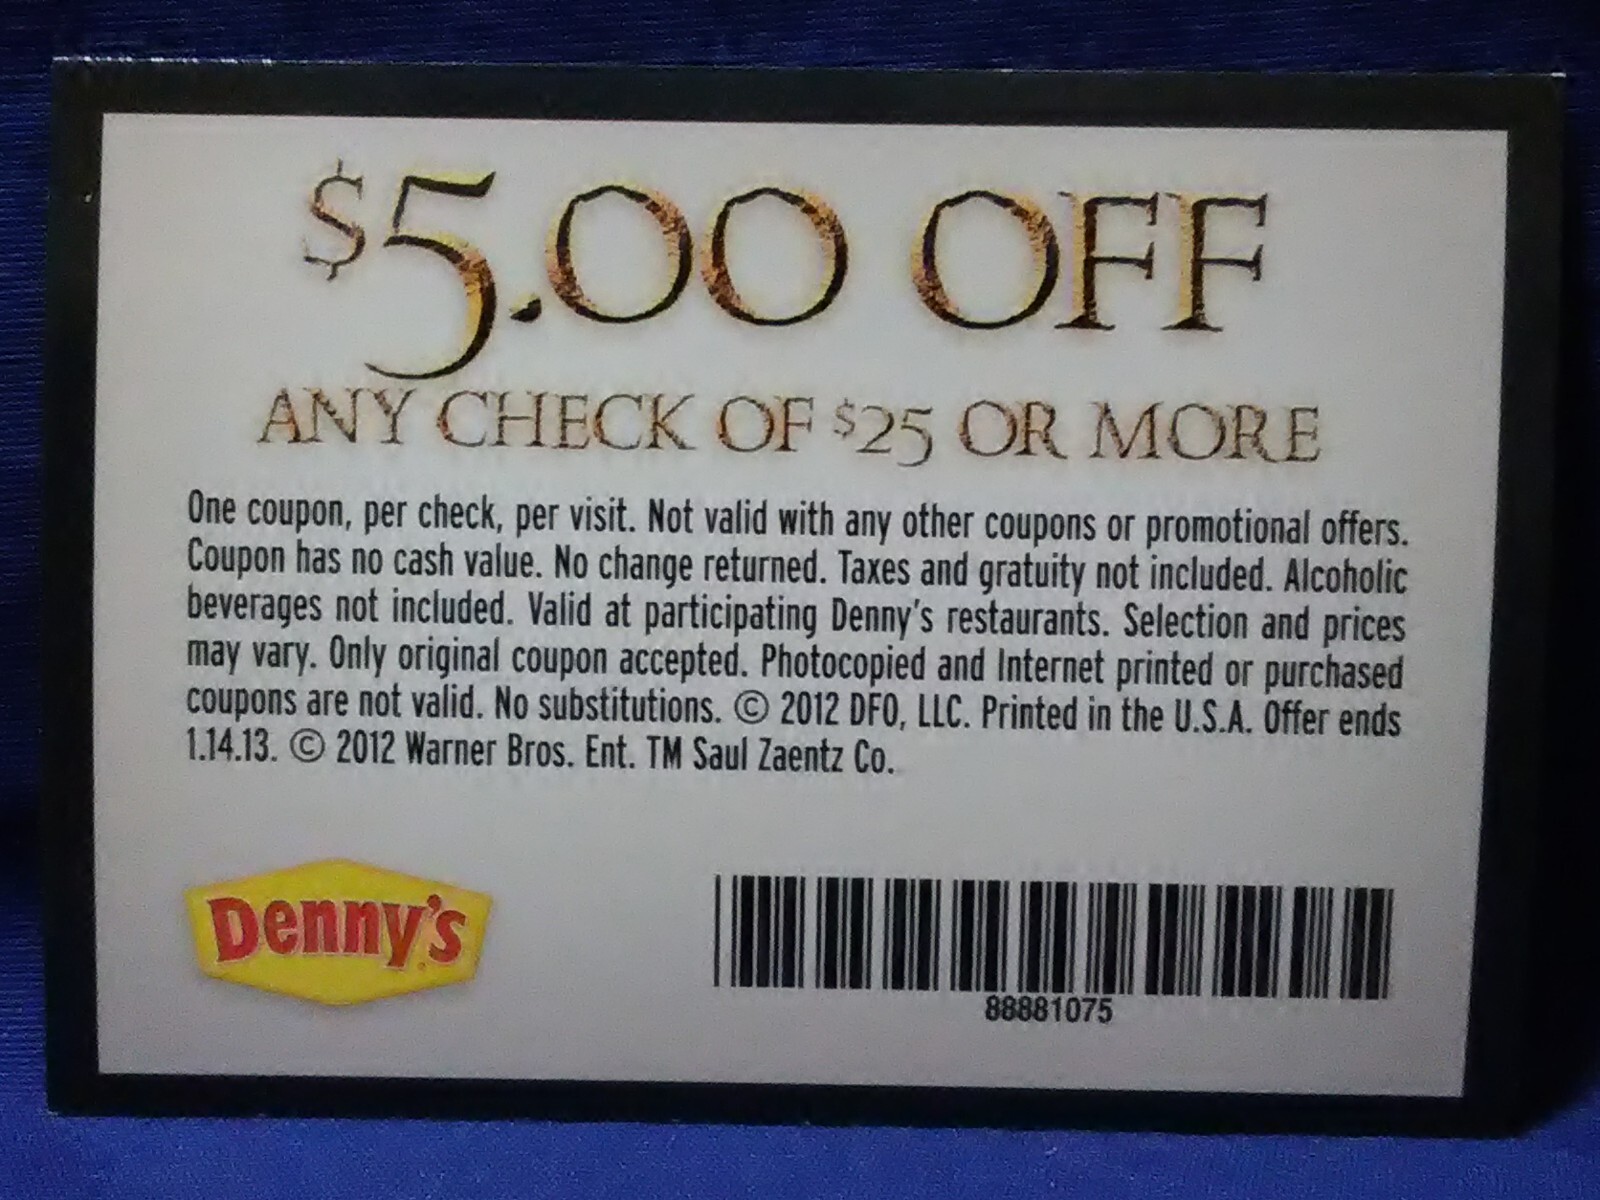 $5.00 OFF
ANY CHECK OF $25 OR MORE
One coupon, per check, per visit. Not valid with any other coupons or promotional offers.
Coupon has no cash value. No change returned. Taxes and gratuity not included. Alcoholic
beverages not included. Valid at participating Denny's restaurants. Selection and prices
may vary. Only original coupon accepted. Photocopied and Internet printed or purchased
coupons are not valid. No substitutions. © 2012 DFO, LLC. Printed in the U.S.A. Offer ends
1.14.13. © 2012 Warner Bros. Ent. TM Saul Zaentz Co.
Denny's
88881075